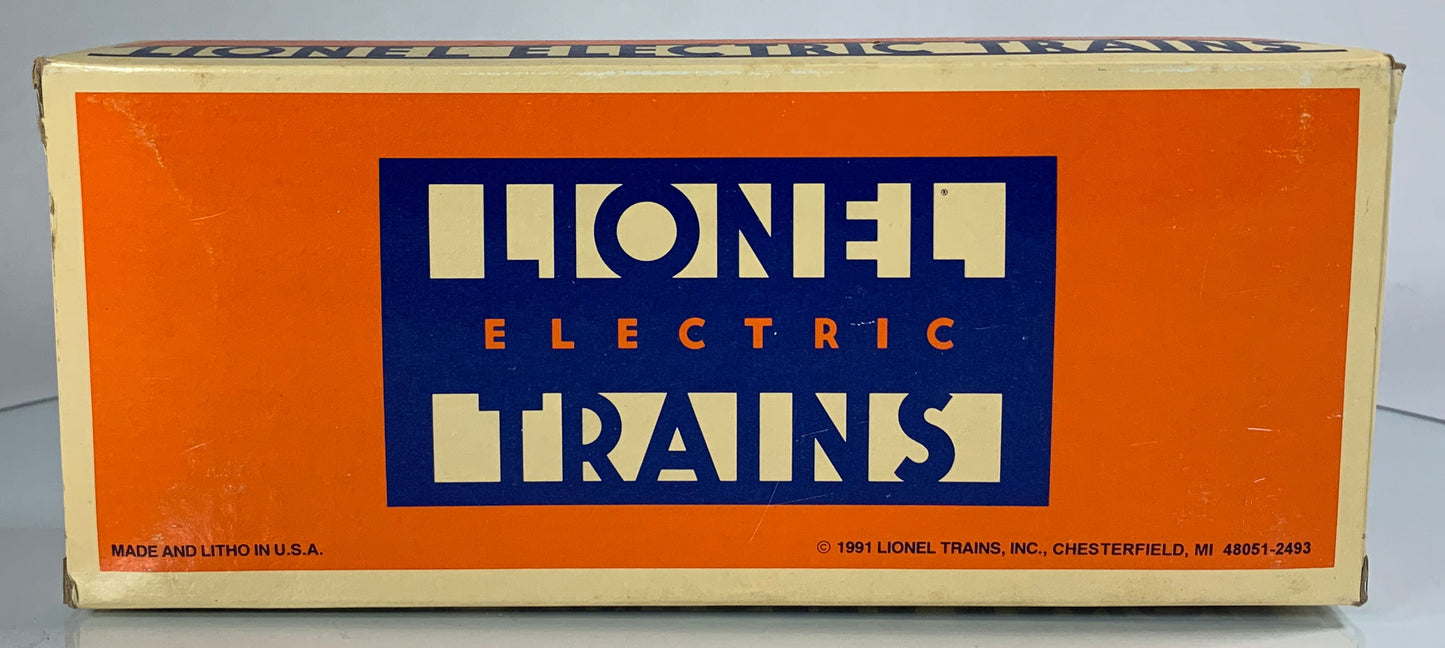 LIONEL ELECTRIC TRAINS
LIONEL®
ELECTRIC
TRAINS
MADE AND LITHO IN U.S.A.
© 1991 LIONEL TRAINS, INC., CHESTERFIELD, MI 48051-2493